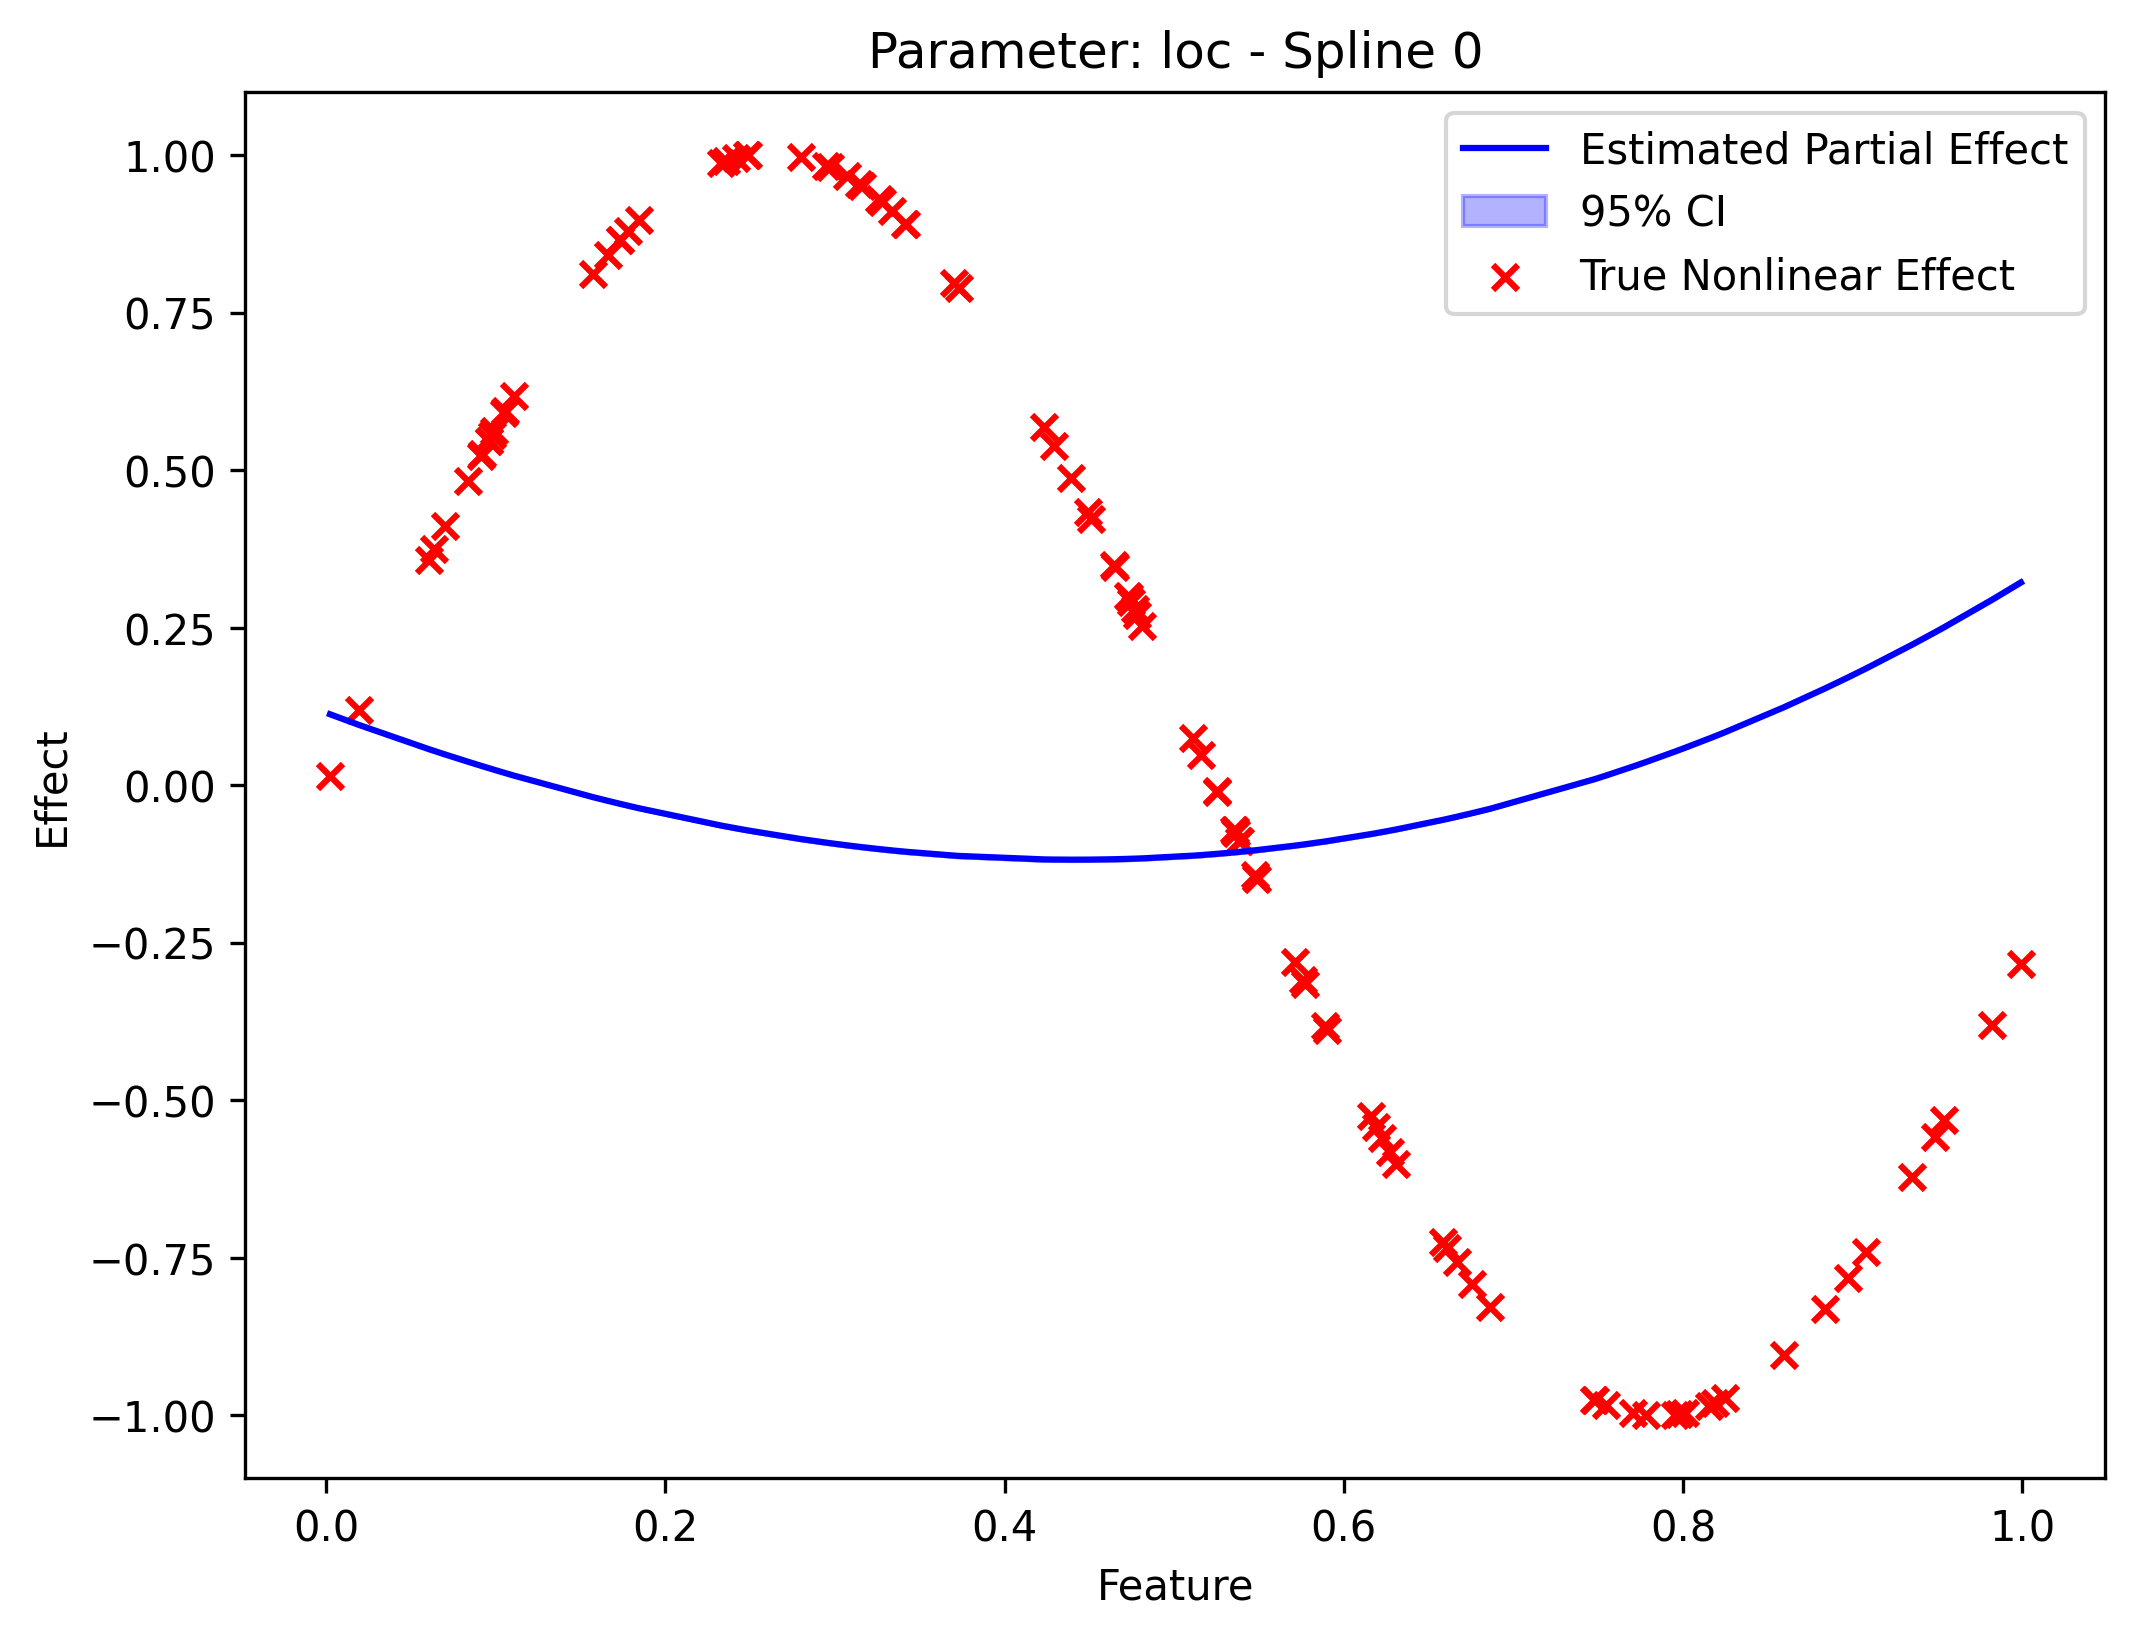 Parameter: loc - Spline 0
Estimated Partial Effect
95% CI
True Nonlinear Effect
Effect
1.00
0.75
0.50
0.25
0.00
−0.25
−0.50
−0.75
−1.00
0.0 0.2 0.4 0.6 0.8 1.0
Feature